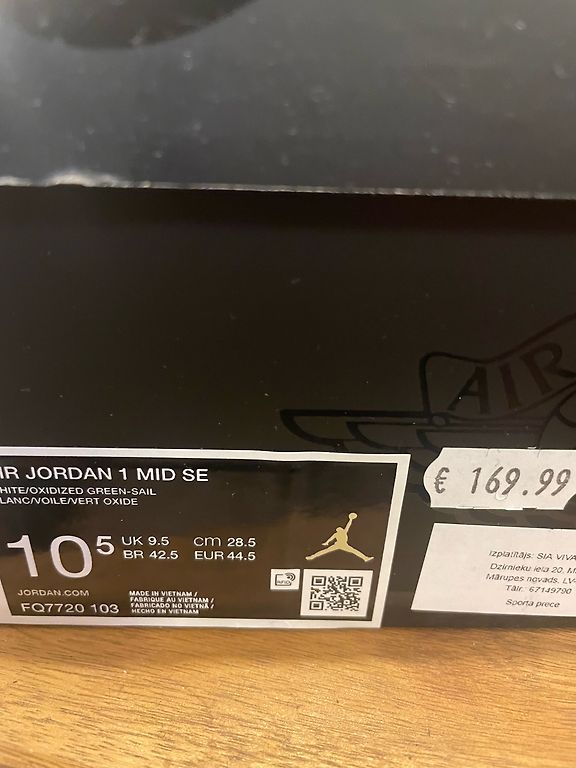 AIR
IR JORDAN 1 MID SE
HITE/OXIDIZED GREEN-SAIL
LANC/VOILE/VERT OXIDE
10⁵
UK 9.5 cm 28.5
BR 42.5 EUR 44.5
JORDAN.COM
FQ7720 103
MADE IN VIETNAM /
FABRIQUE AU VIETNAM /
FABRICADO NO VIETNÃ /
HECHO EN VIETNAM
€ 169.99
Izplatītājs: SIA VIVA
Dzirnieku iela 20, M
Mārupes novads, LV-
Tālr.: 67149790
Sporta prece